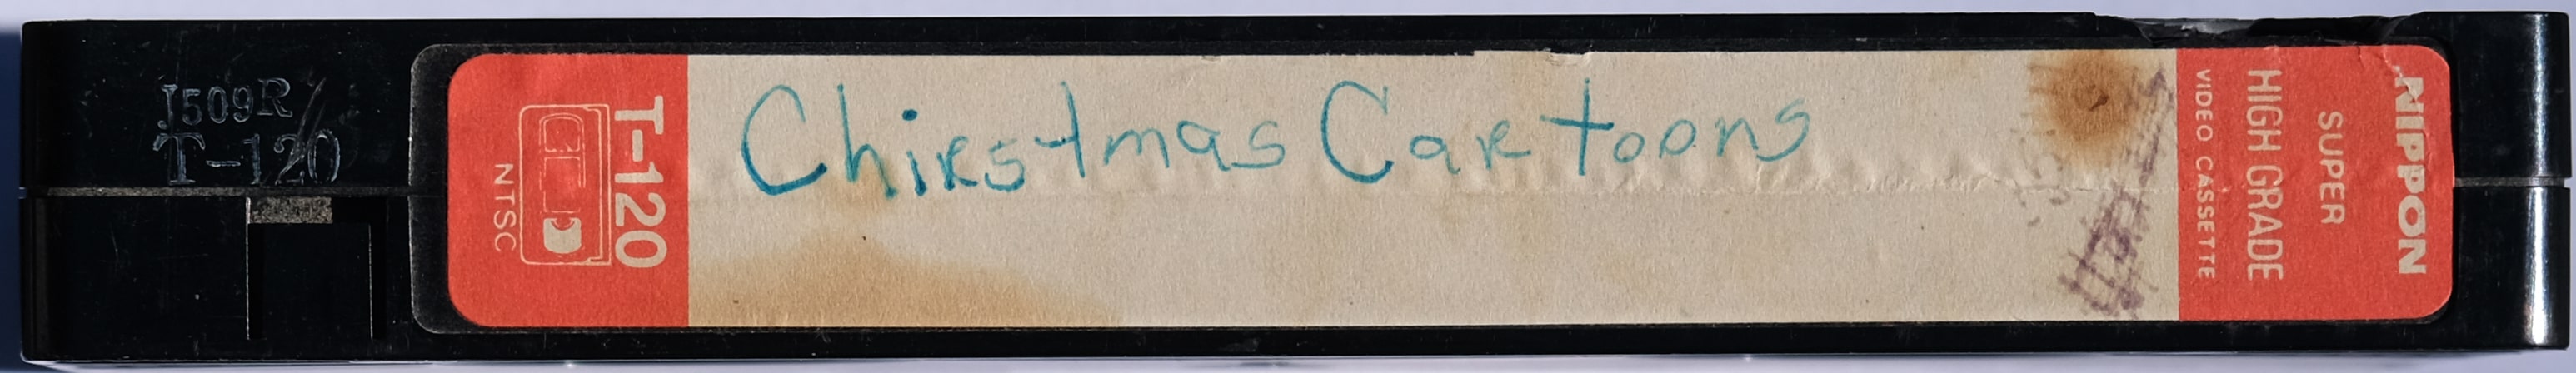 J509R
T-120
T-120
NTSC
Chirstmas Cartoons
NIPPON
SUPER
HIGH GRADE
VIDEO CASSETTE